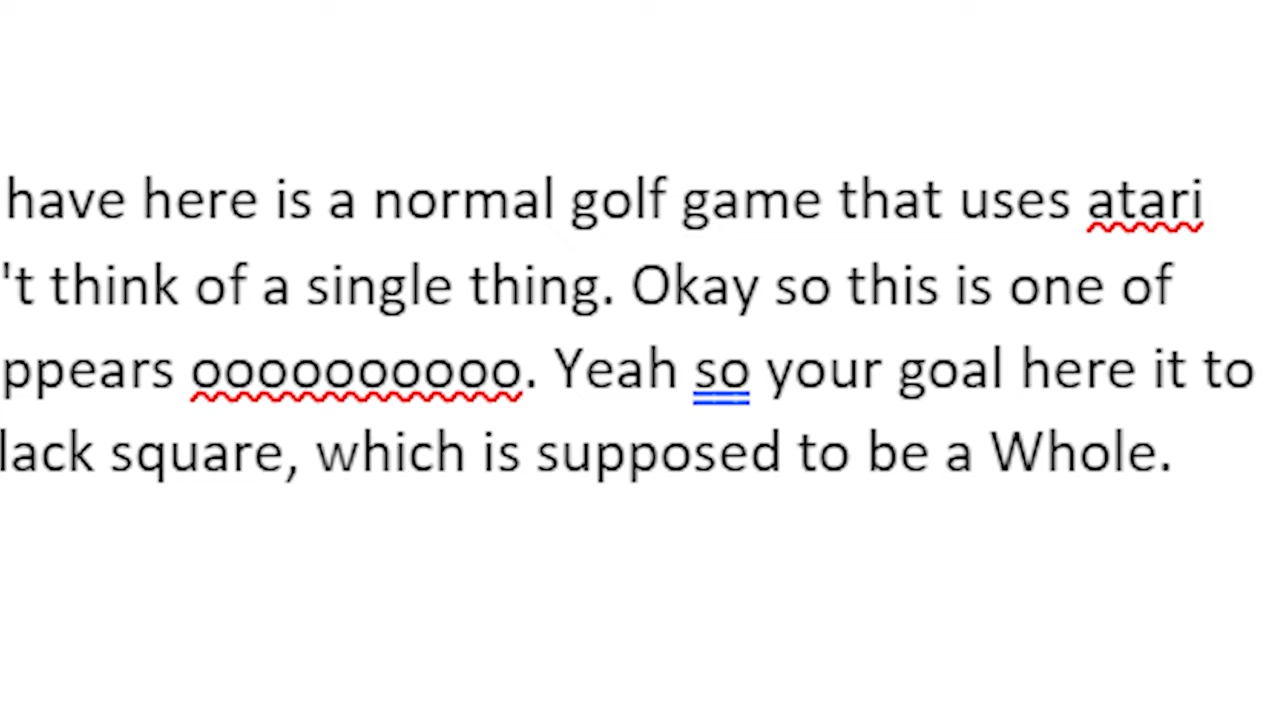 have here is a normal golf game that uses atari
't think of a single thing. Okay so this is one of
ppears ooooooooooo. Yeah so your goal here it to
lack square, which is supposed to be a Whole.